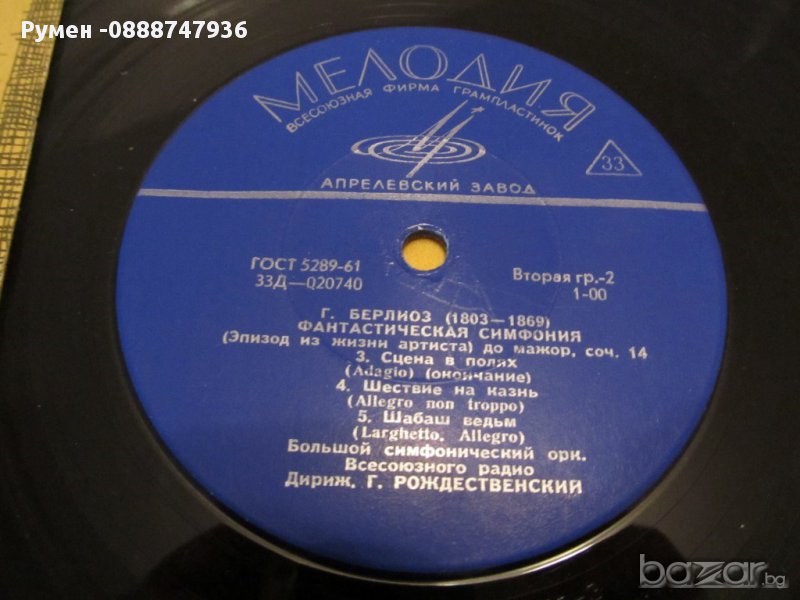 Румен -0888747936
МЕЛОДИЯ
ВСЕСОЮЗНАЯ ФИРМА ГРАМПЛАСТИНОК
33
АПРЕЛЕВСКИЙ ЗАВОД
ГОСТ 5289-61
33Д—020740
Вторая гр.-2
1-00
Г. БЕРЛИОЗ (1803—1869)
ФАНТАСТИЧЕСКАЯ СИМФОНИЯ
(Эпизод из жизни артиста) до мажор, соч. 14
3. Сцена в полях
(Adagio) (окончание)
4. Шествие на казнь
(Allegro non troppo)
5. Шабаш ведьм
(Larghetto. Allegro)
Большой симфонический орк.
Всесоюзного радио
Дириж. Г. РОЖДЕСТВЕНСКИЙ
bazar.bg